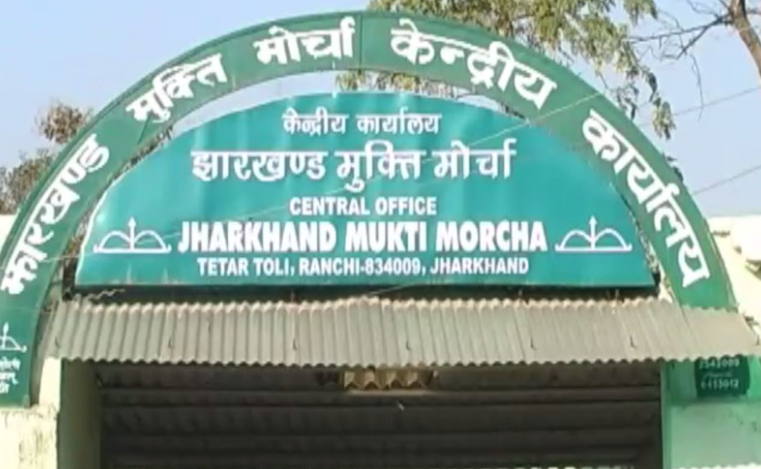 झारखण्ड मुक्ति मोर्चा केन्द्रीय कार्यालय
केन्द्रीय कार्यालय
झारखण्ड मुक्ति मोर्चा
CENTRAL OFFICE
JHARKHAND MUKTI MORCHA
TETAR TOLI, RANCHI-834009, JHARKHAND